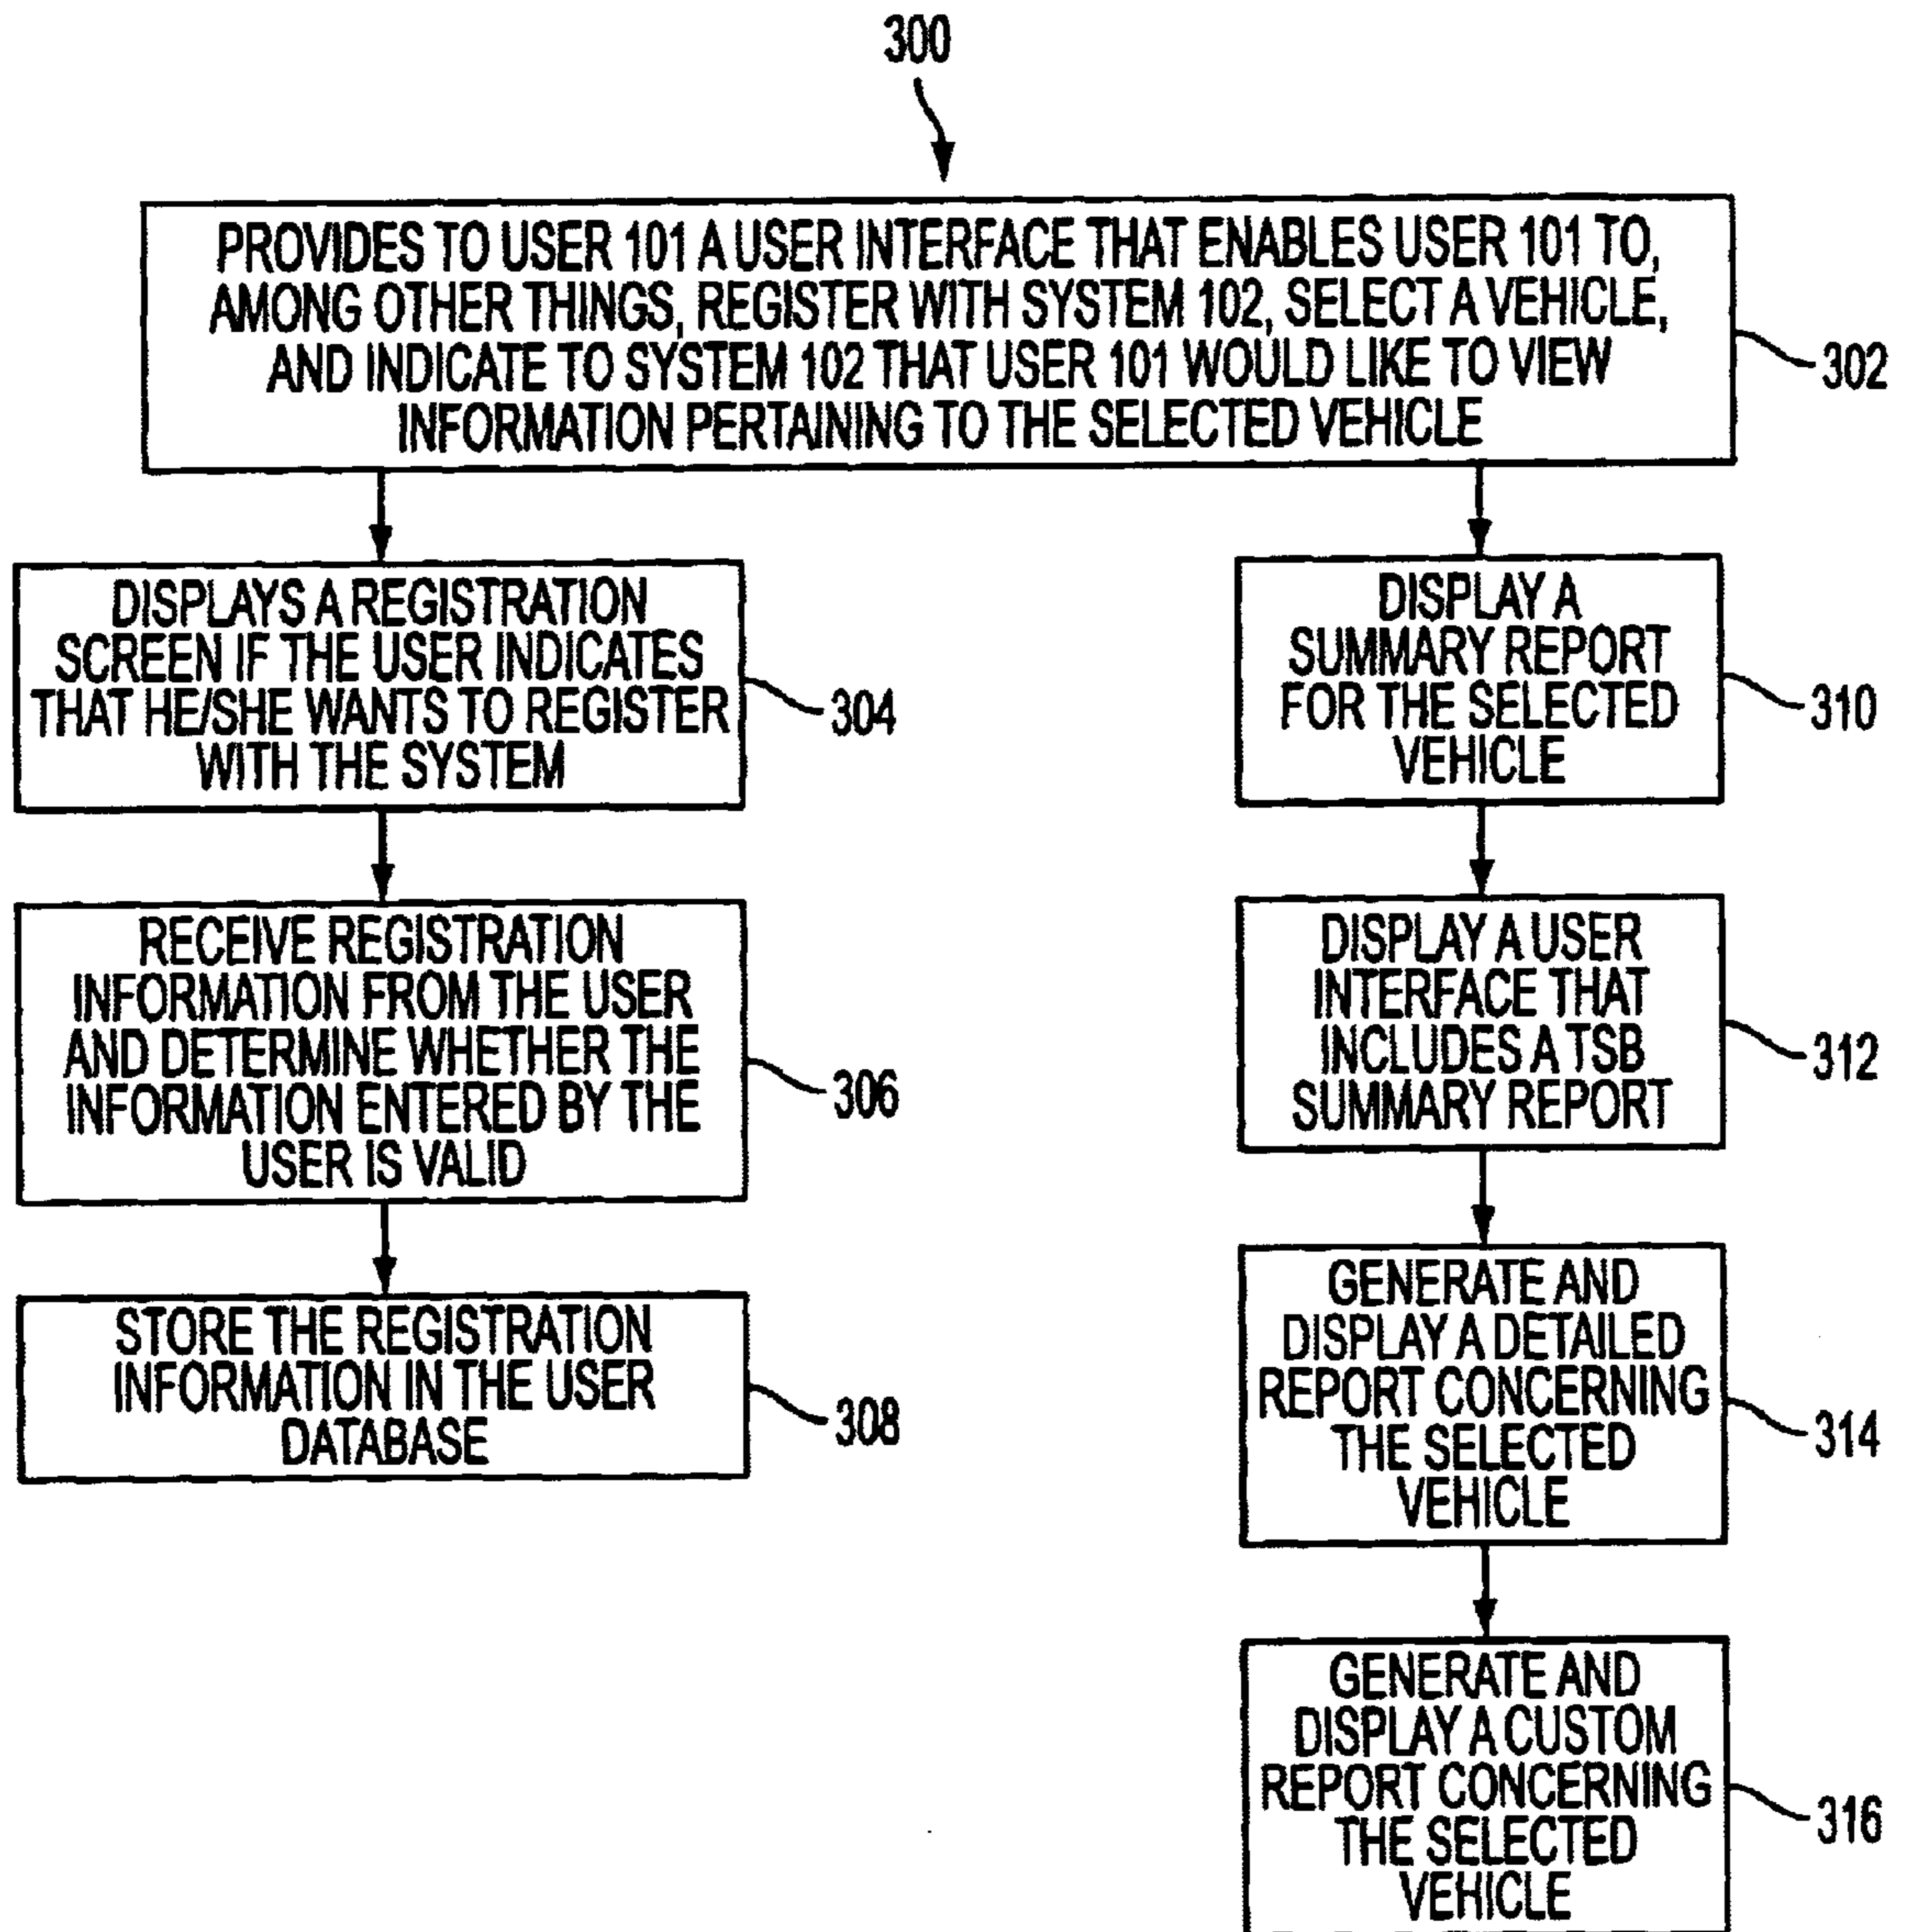 300
PROVIDES TO USER 101 A USER INTERFACE THAT ENABLES USER 101 TO,
AMONG OTHER THINGS, REGISTER WITH SYSTEM 102, SELECT A VEHICLE,
AND INDICATE TO SYSTEM 102 THAT USER 101 WOULD LIKE TO VIEW
INFORMATION PERTAINING TO THE SELECTED VEHICLE
302
DISPLAYS A REGISTRATION
SCREEN IF THE USER INDICATES
THAT HE/SHE WANTS TO REGISTER
WITH THE SYSTEM
304
RECEIVE REGISTRATION
INFORMATION FROM THE USER
AND DETERMINE WHETHER THE
INFORMATION ENTERED BY THE
USER IS VALID
306
STORE THE REGISTRATION
INFORMATION IN THE USER
DATABASE
308
DISPLAY A
SUMMARY REPORT
FOR THE SELECTED
VEHICLE
310
DISPLAY A USER
INTERFACE THAT
INCLUDES A TSB
SUMMARY REPORT
312
GENERATE AND
DISPLAY A DETAILED
REPORT CONCERNING
THE SELECTED
VEHICLE
314
GENERATE AND
DISPLAY A CUSTOM
REPORT CONCERNING
THE SELECTED
VEHICLE
316